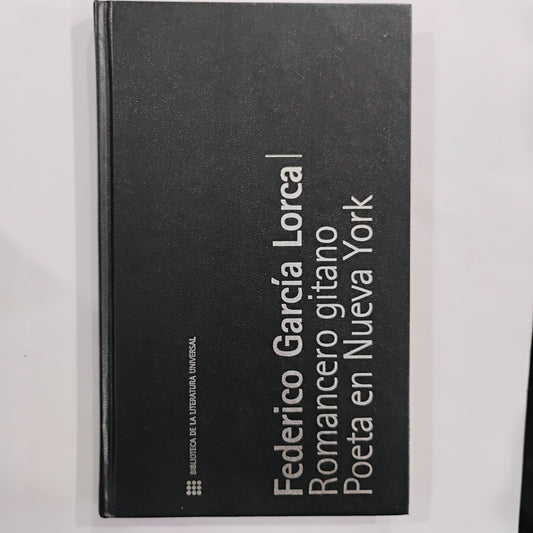 BIBLIOTECA DE LA LITERATURA UNIVERSAL
Federico García Lorca|
Romancero gitano
Poeta en Nueva York